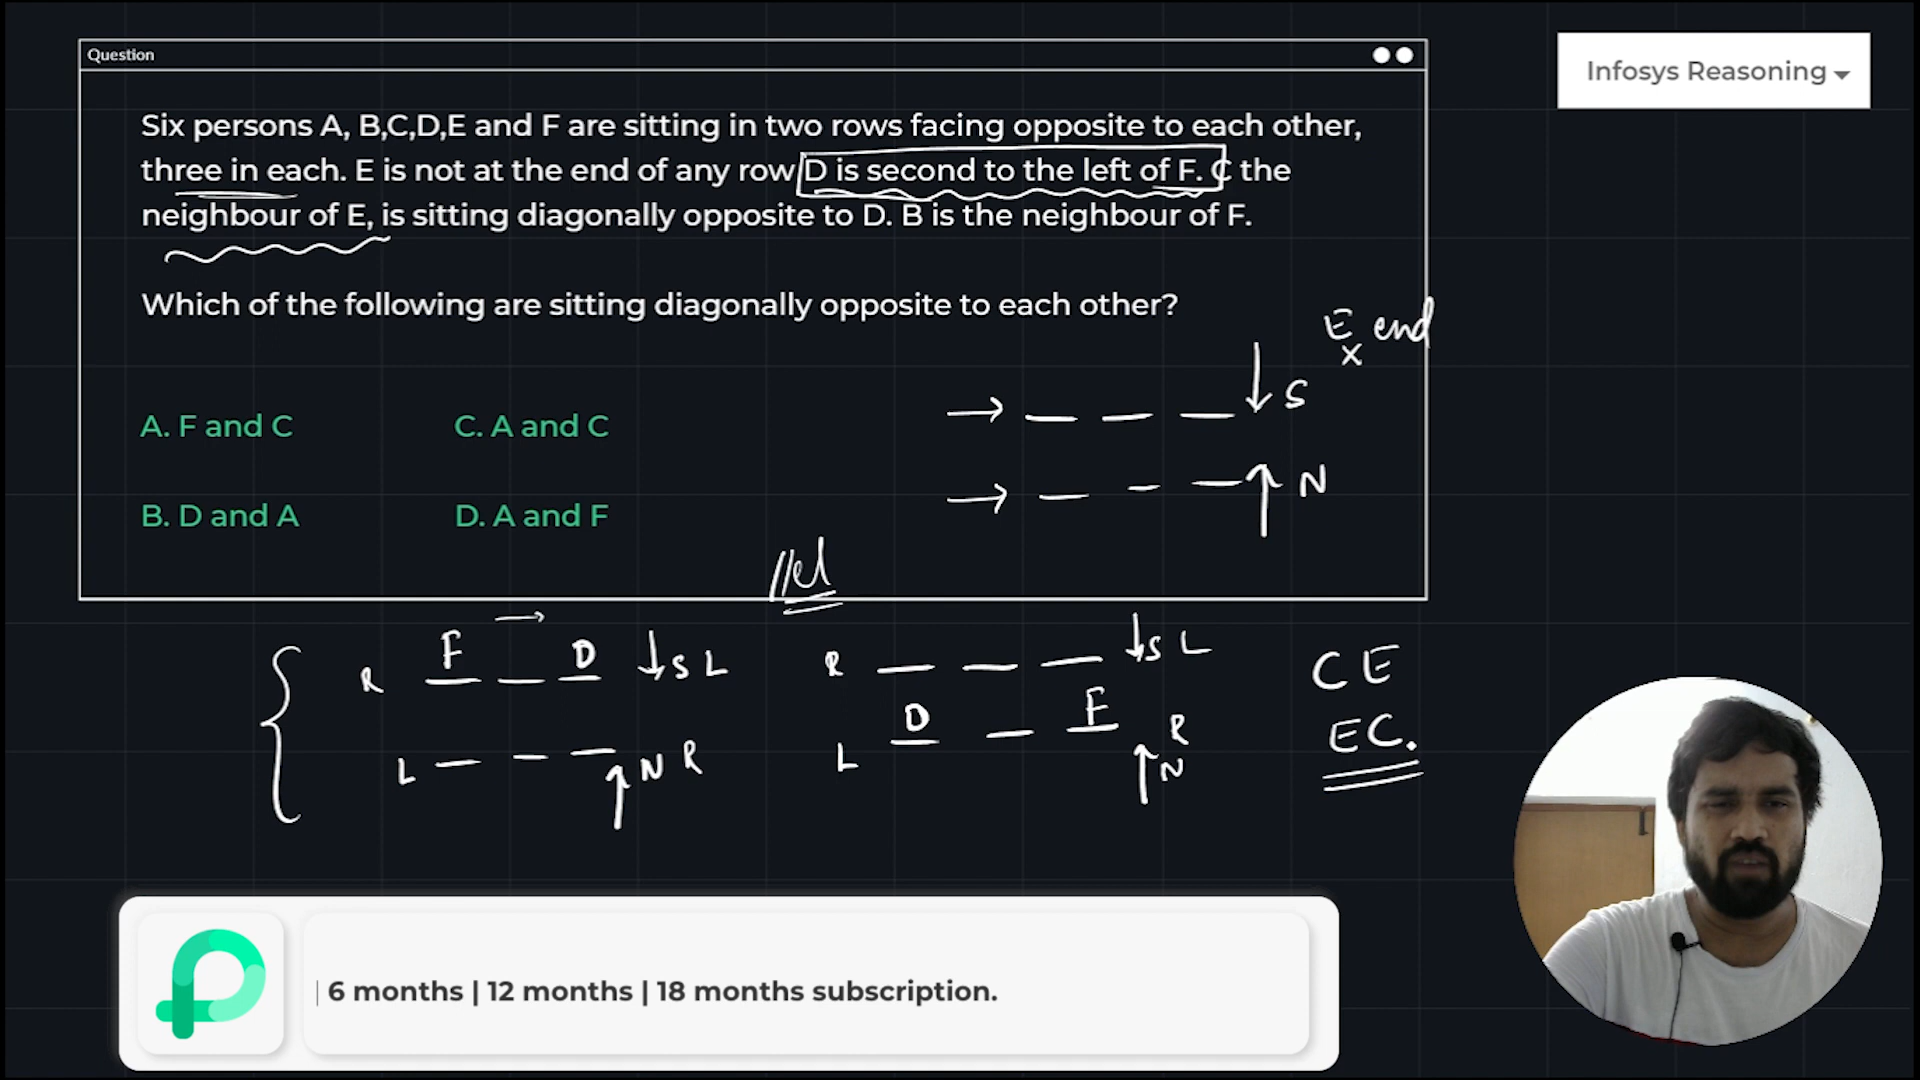 Question
Infosys Reasoning
Six persons A, B,C,D,E and F are sitting in two rows facing opposite to each other,
three in each. E is not at the end of any row D is second to the left of F. C the
neighbour of E, is sitting diagonally opposite to D. B is the neighbour of F.
Which of the following are sitting diagonally opposite to each other?
E end
x
→ _ _ _ ↓ S
A. F and C
C. A and C
→ _ _ _ ↑ N
B. D and A
D. A and F
//el
→
R F _ D ↓ S L
R _ _ _ ↓ S L
C E
L _ _ _ ↑ N R
L D _ F ↑ N R
E C.
| 6 months | 12 months | 18 months subscription.